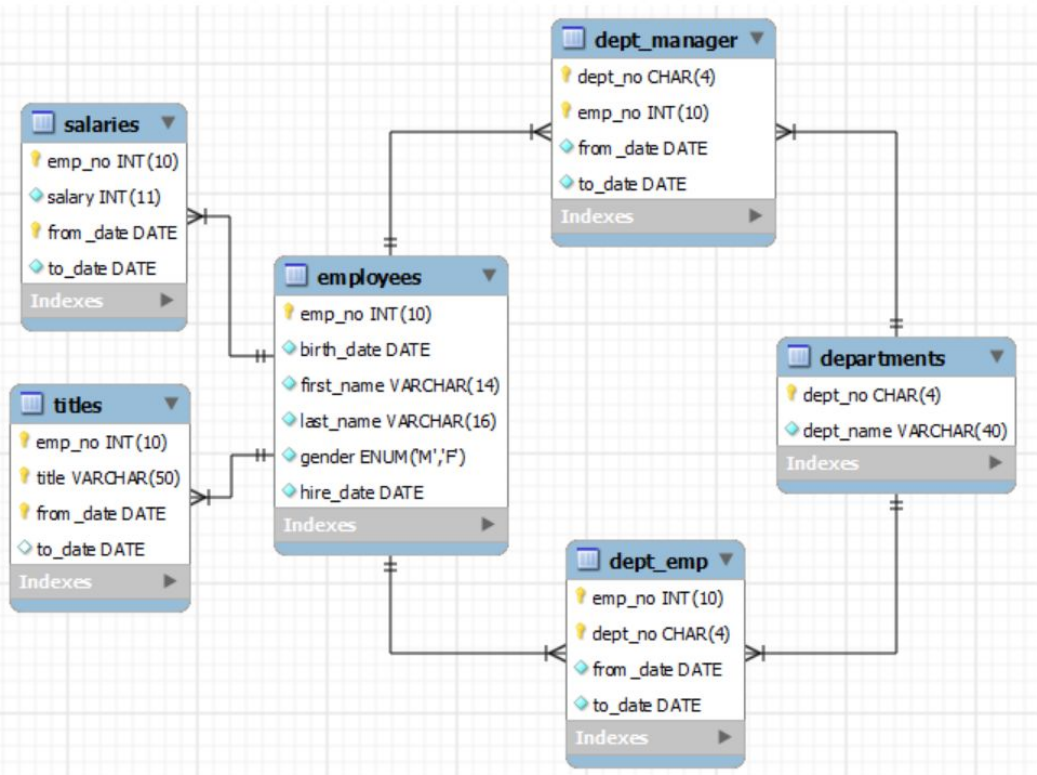 dept_manager
dept_no CHAR(4)
emp_no INT(10)
from_date DATE
to_date DATE
Indexes
salaries
emp_no INT(10)
salary INT(11)
from_date DATE
to_date DATE
Indexes
employees
emp_no INT(10)
birth_date DATE
first_name VARCHAR(14)
last_name VARCHAR(16)
gender ENUM('M','F')
hire_date DATE
Indexes
departments
dept_no CHAR(4)
dept_name VARCHAR(40)
Indexes
titles
emp_no INT(10)
title VARCHAR(50)
from_date DATE
to_date DATE
Indexes
dept_emp
emp_no INT(10)
dept_no CHAR(4)
from_date DATE
to_date DATE
Indexes